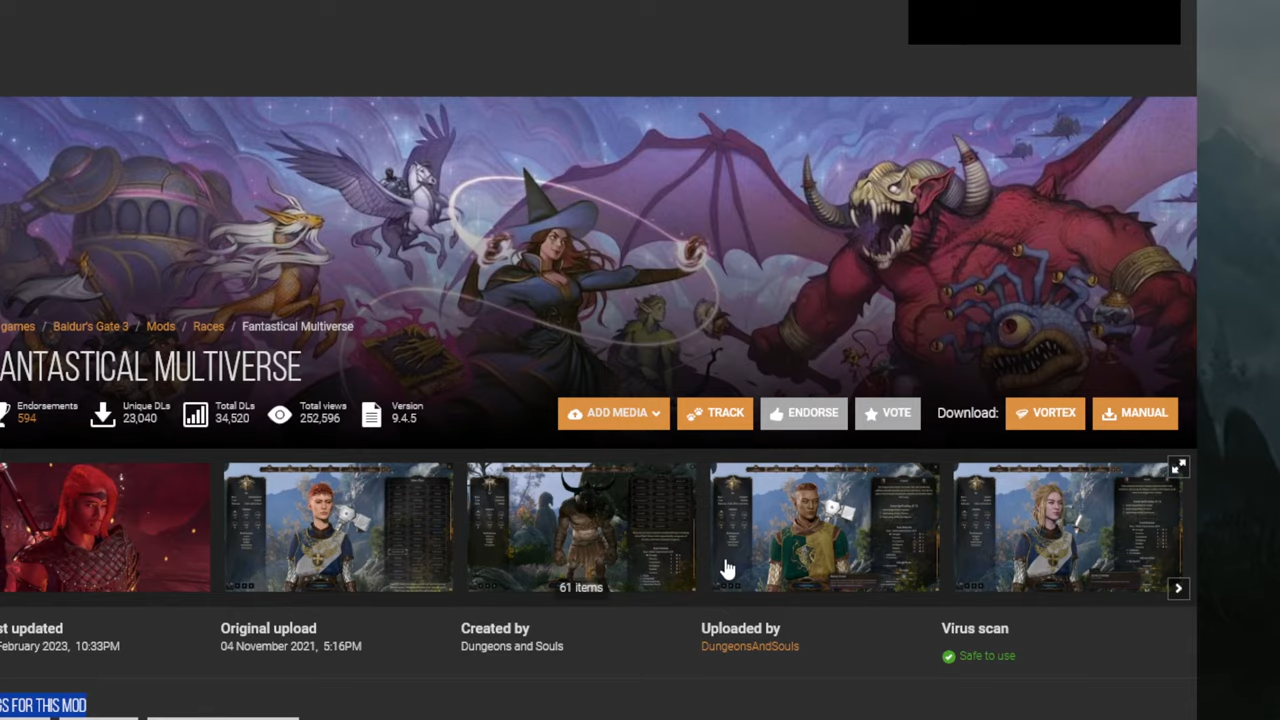 games / Baldur's Gate 3 / Mods / Races / Fantastical Multiverse
ANTASTICAL MULTIVERSE
Endorsements
594
Unique DLs
23,040
Total DLs
34,520
Total views
252,596
Version
9.4.5
ADD MEDIA
TRACK
ENDORSE
VOTE
Download:
VORTEX
MANUAL
61 items
st updated
February 2023, 10:33PM
Original upload
04 November 2021, 5:16PM
Created by
Dungeons and Souls
Uploaded by
DungeonsAndSouls
Virus scan
Safe to use
GS FOR THIS MOD